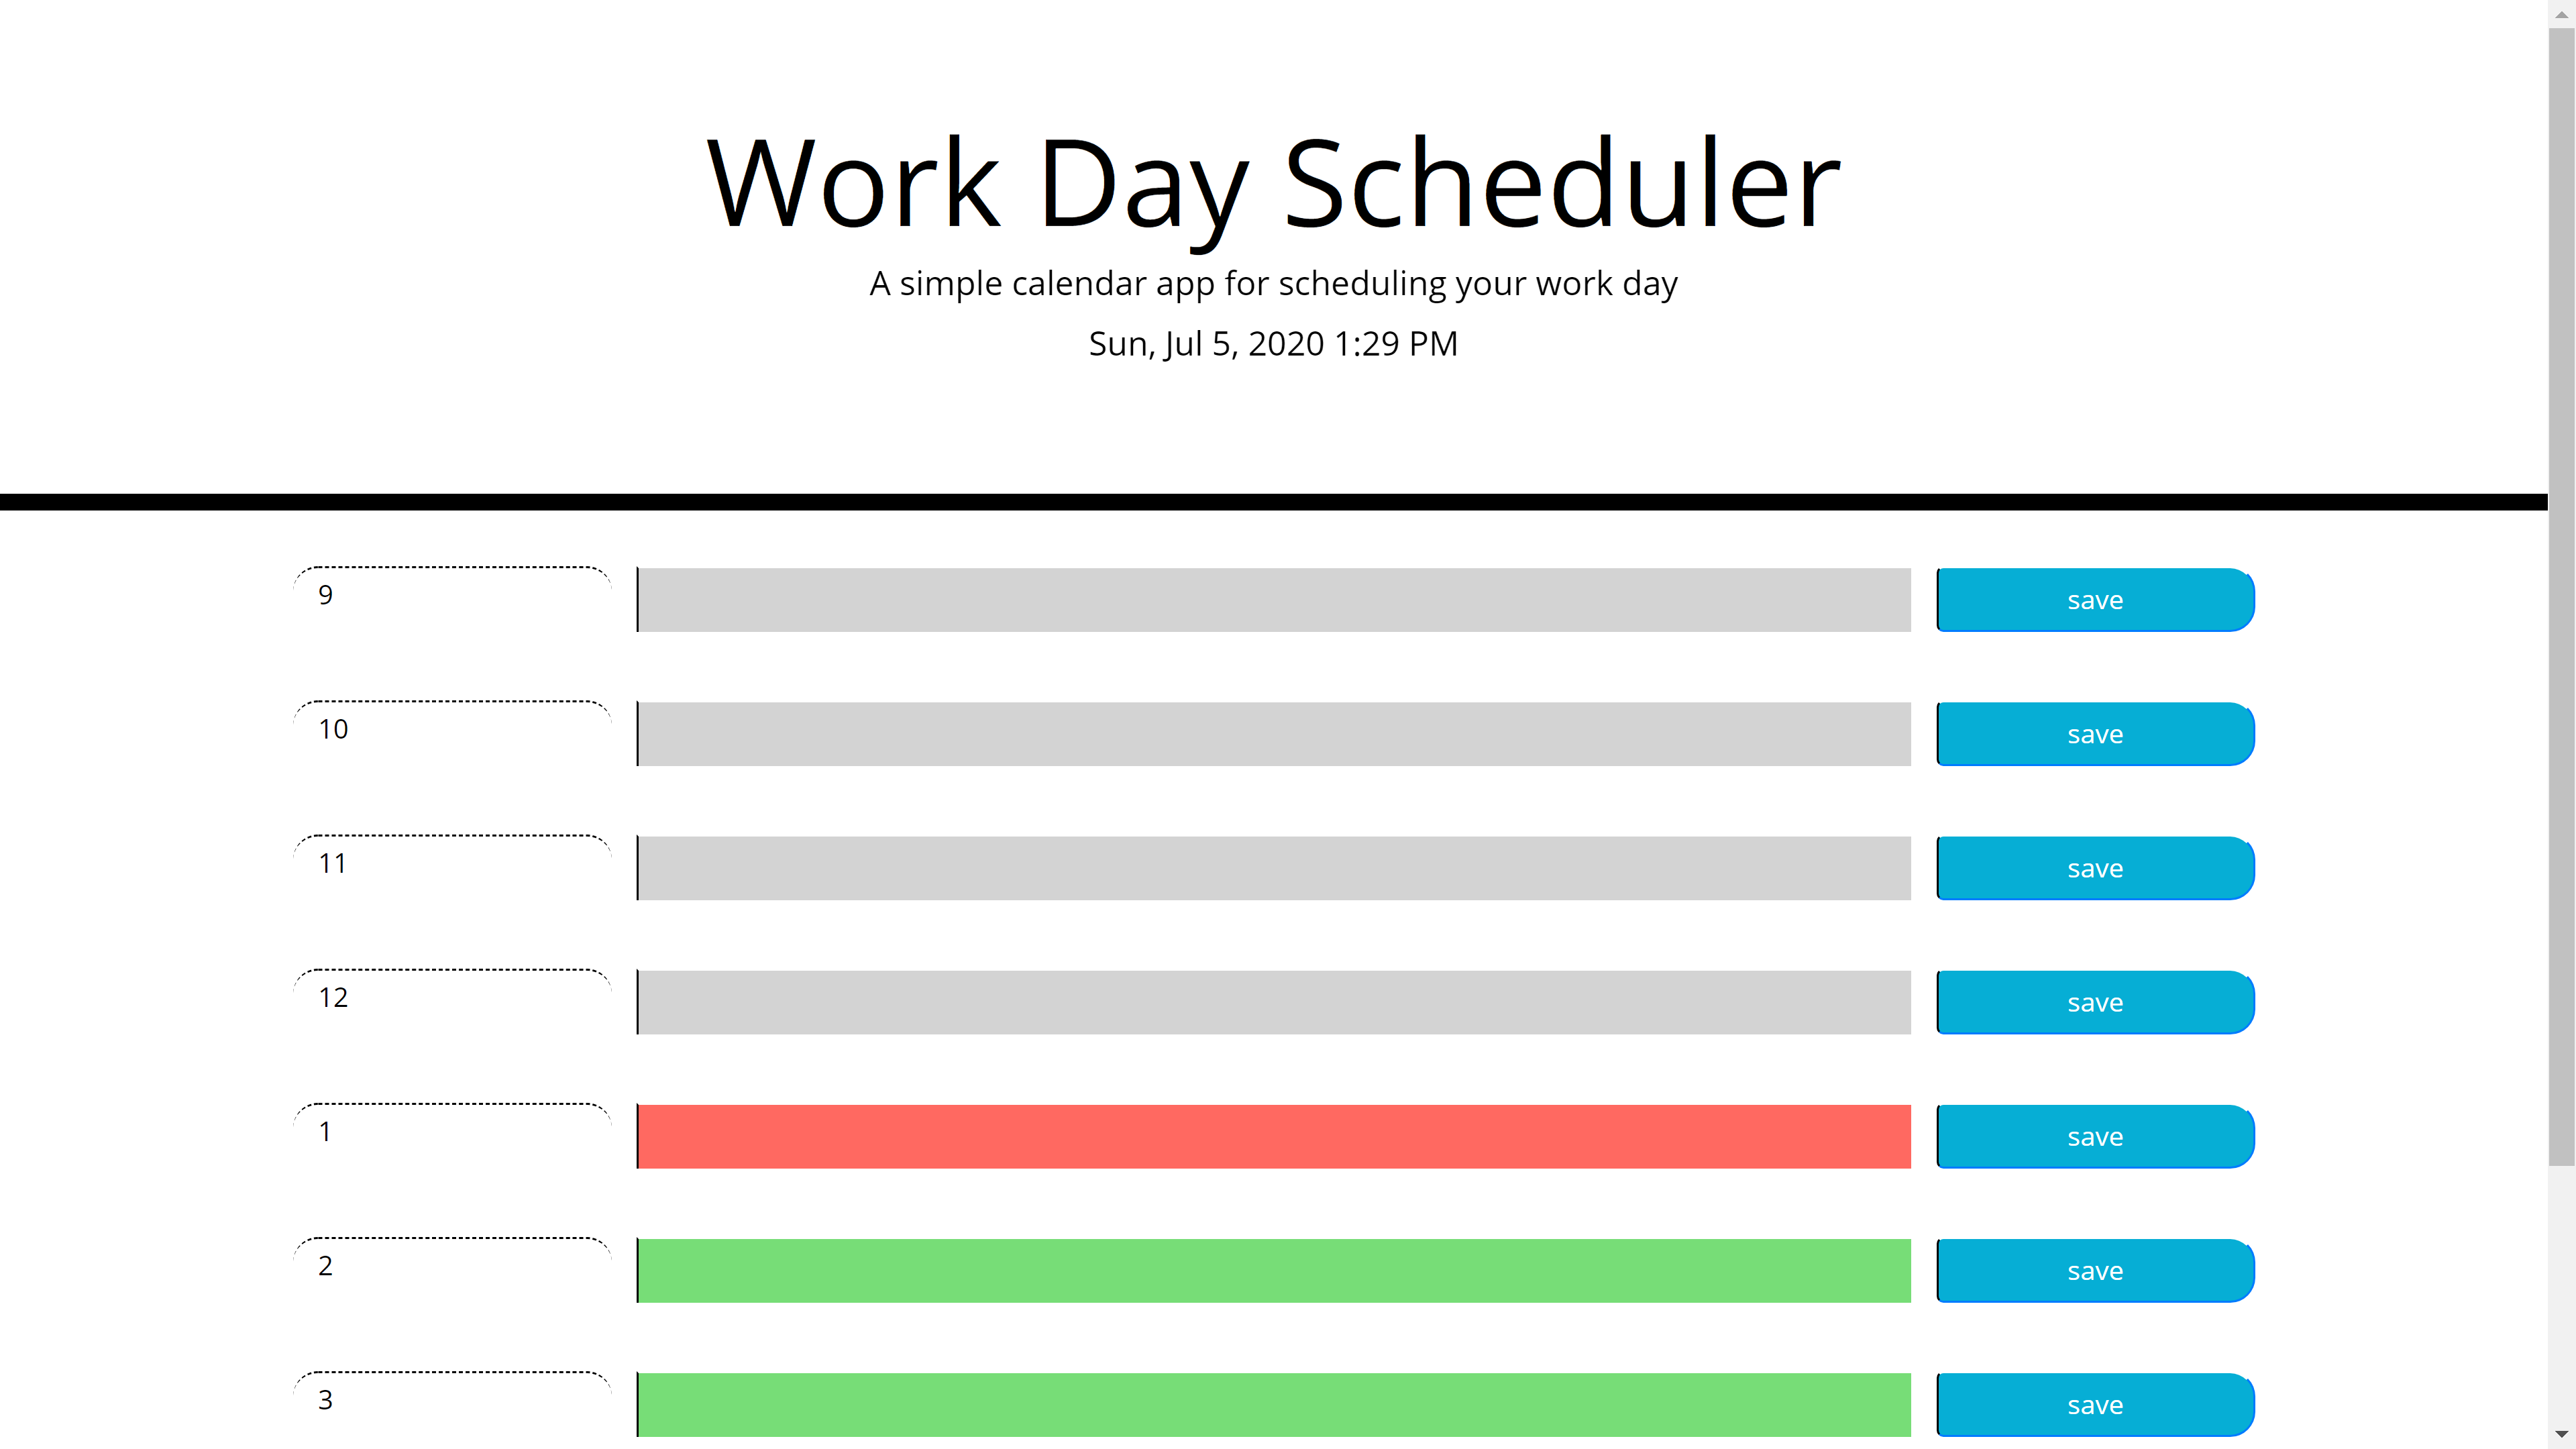 Work Day Scheduler
A simple calendar app for scheduling your work day
Sun, Jul 5, 2020 1:29 PM
9 save
10 save
11 save
12 save
1 save
2 save
3 save